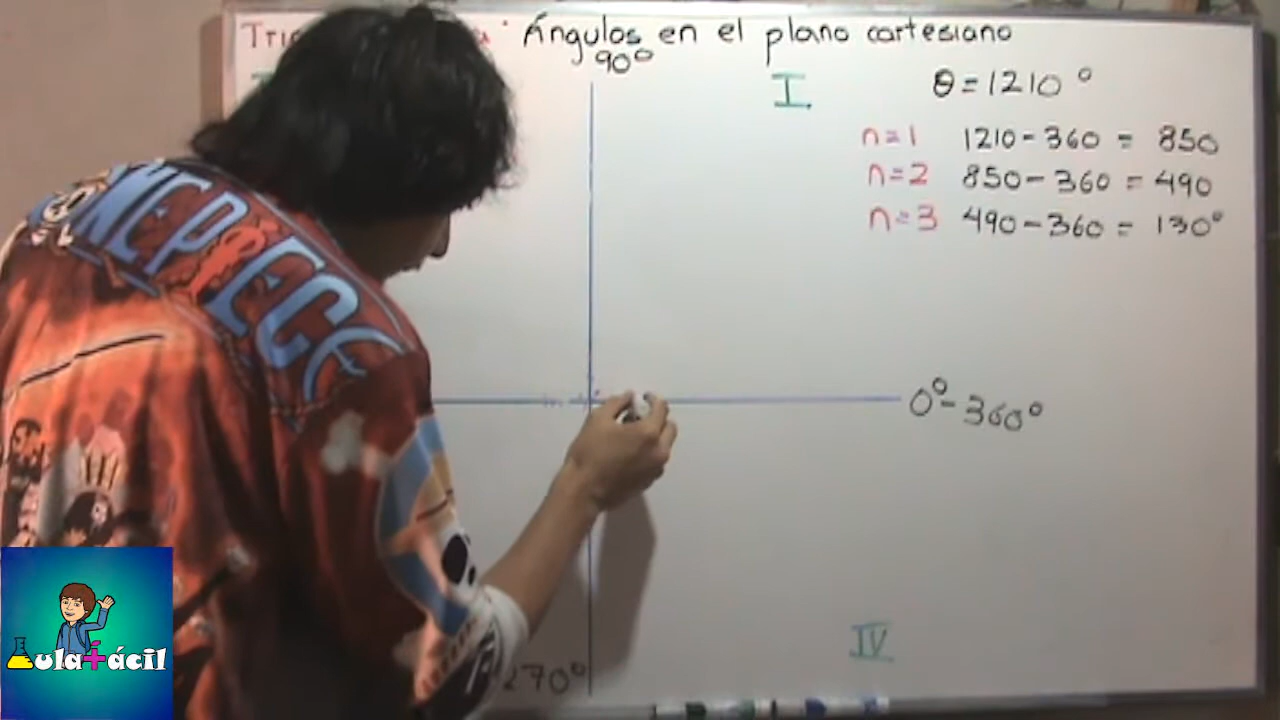 Ángulos en el plano cartesiano
90°
I
θ = 1210°
n=1 1210 - 360 = 850
n=2 850 - 360 = 490
n=3 490 - 360 = 130°
0° - 360°
IV
270°
ONE PIECE
Aula+ácil